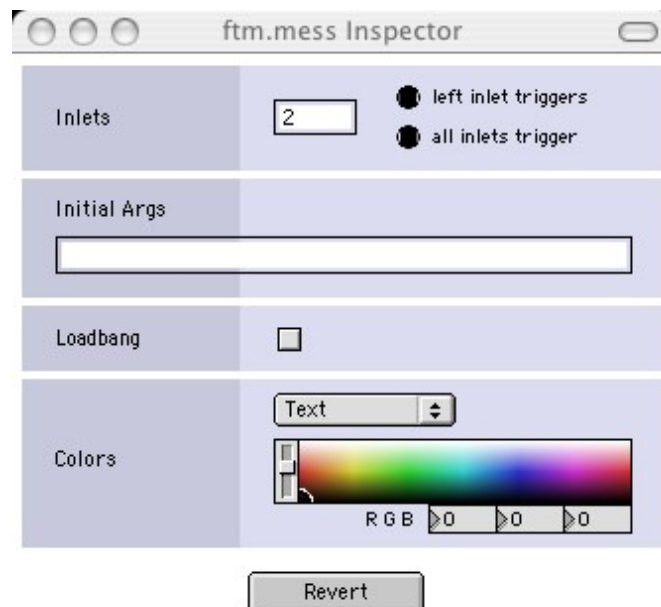 ftm.mess Inspector
Inlets
2
left inlet triggers
all inlets trigger
Initial Args
Loadbang
Text
Colors
R G B 0 0 0
Revert